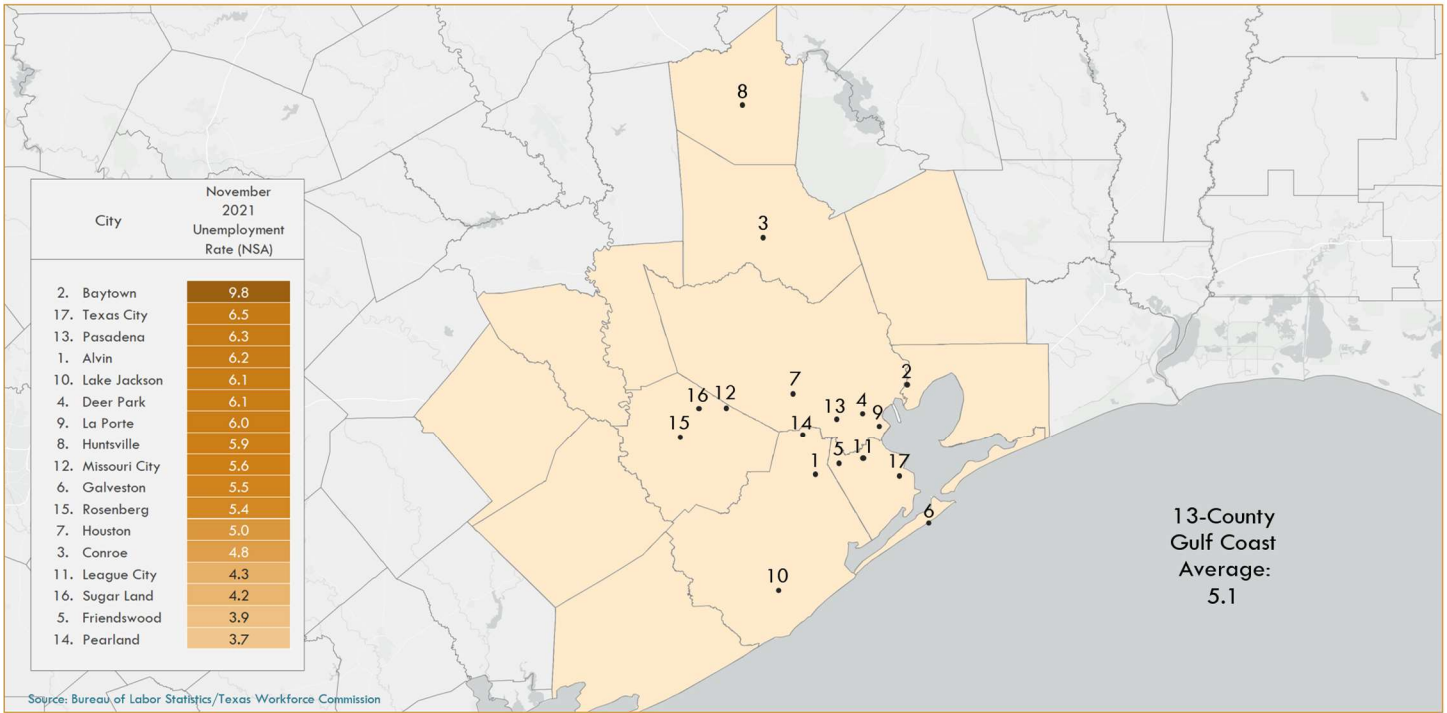 City
November
2021
Unemployment
Rate (NSA)
2. Baytown 9.8
17. Texas City 6.5
13. Pasadena 6.3
1. Alvin 6.2
10. Lake Jackson 6.1
4. Deer Park 6.1
9. La Porte 6.0
8. Huntsville 5.9
12. Missouri City 5.6
6. Galveston 5.5
15. Rosenberg 5.4
7. Houston 5.0
3. Conroe 4.8
11. League City 4.3
16. Sugar Land 4.2
5. Friendswood 3.9
14. Pearland 3.7
Source: Bureau of Labor Statistics/Texas Workforce Commission
8
3
2
7
16 12
4
13
9
15
14
5 11
1
17
6
10
13-County
Gulf Coast
Average:
5.1